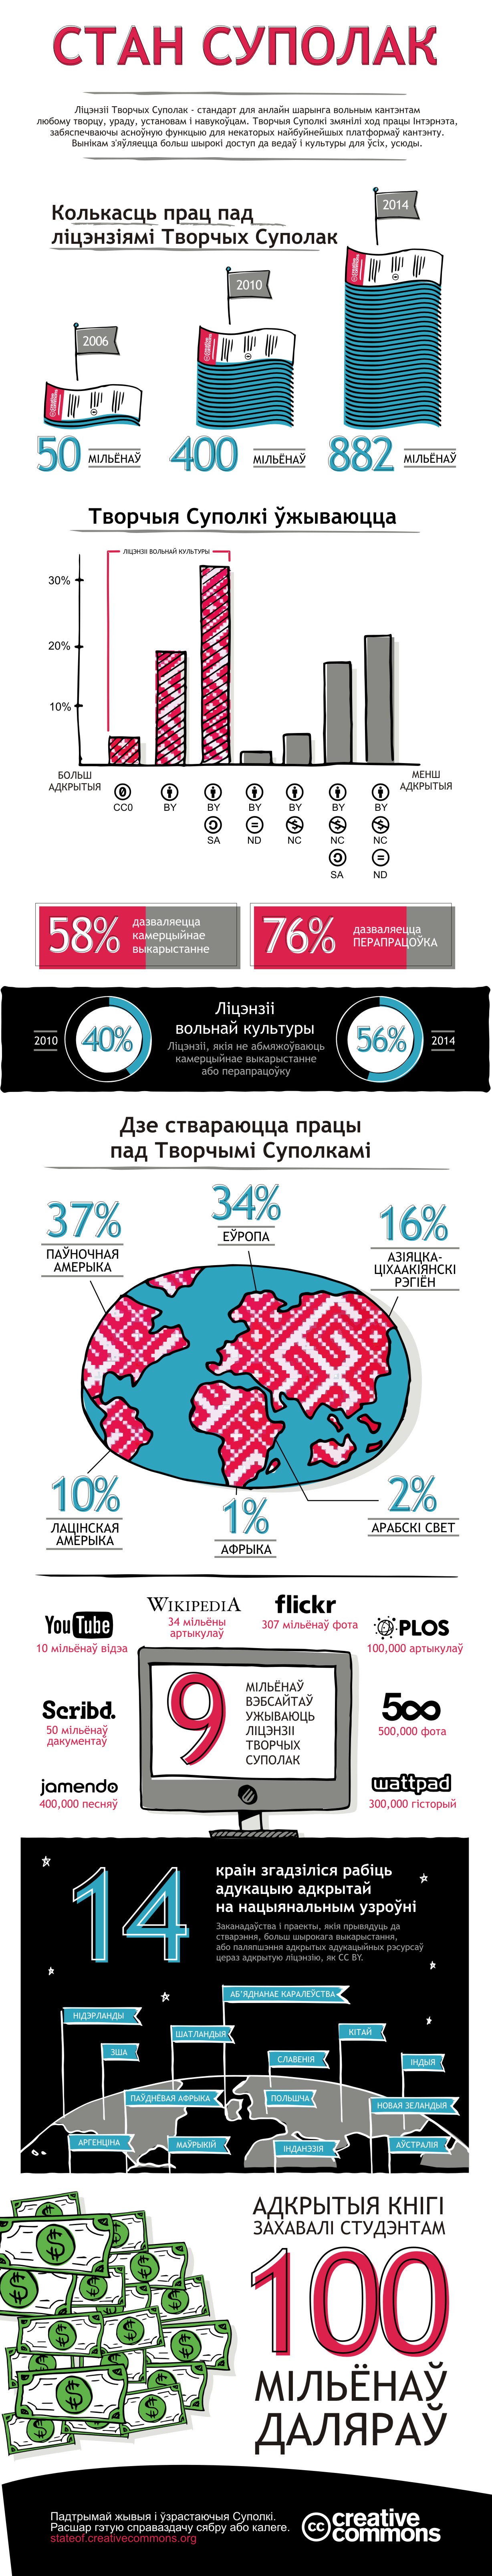 СТАН СУПОЛАК
Ліцэнзіі Творчых Суполак - стандарт для анлайн шарынга вольным кантэнтам
любому творцу, ураду, установам і навукоўцам. Творчыя Суполкі змянілі ход працы Інтэрнэта,
забяспечваючы асноўную функцыю для некаторах найбуйнейшых платформаў кантэнту.
Вынікам з'яўляецца больш шырокі доступ да ведаў і культуры для ўсіх, усюды.
Колькасць прац пад
ліцэнзіямі Творчых Суполак
2014
2010
2006
50 МІЛЬЁНАЎ
400 МІЛЬЁНАЎ
882 МІЛЬЁНАЎ
Творчыя Суполкі ўжываюцца
ЛІЦЭНЗІІ ВОЛЬНАЙ КУЛЬТУРЫ
30%
20%
10%
БОЛЬШ
АДКРЫТЫЯ
МЕНШ
АДКРЫТЫЯ
CC0 BY BY BY BY BY BY
SA ND NC NC NC
SA ND
58%
дазваляецца
камерцыйнае
выкарыстанне
76%
дазваляецца
ПЕРАПРАЦОЎКА
2010
40%
Ліцэнзіі
вольнай культуры
Ліцэнзіі, якія не абмяжоўваюць
камерцыйнае выкарыстанне
або перапрацоўку
56%
2014
Дзе ствараюцца працы
пад Творчымі Суполкамі
37%
ПАЎНОЧНАЯ
АМЕРЫКА
34%
ЕЎРОПА
16%
АЗІЯЦКА-
ЦІХААКІЯНСКІ
РЭГІЁН
10%
ЛАЦІНСКАЯ
АМЕРЫКА
1%
АФРЫКА
2%
АРАБСКІ СВЕТ
YouTube
10 мільёнаў відэа
WIKIPEDIA
34 мільёны
артыкулаў
flickr
307 мільёнаў фота
PLOS
100,000 артыкулаў
Scribd.
50 мільёнаў
дакументаў
9
МІЛЬЁНАЎ
ВЭБСАЙТАЎ
УЖЫВАЮЦЬ
ЛІЦЭНЗІІ
ТВОРЧЫХ
СУПОЛАК
500
500,000 фота
jamendo
400,000 песняў
wattpad
300,000 гісторый
14
краін згадзіліся рабіць
адукацыю адкрытай
на нацыянальным узроўні
Заканадаўства і праекты, якія прывядуць да
стварэння, больш шырокага выкарыстання,
або паляпшэння адкрытых адукацыйных рэсурсаў
цераз адкрытую ліцэнзію, як CC BY.
АБ'ЯДНАНАЕ КАРАЛЕЎСТВА
НІДЭРЛАНДЫ
ШАТЛАНДЫЯ
КІТАЙ
ЗША
СЛАВЕНІЯ
ІНДЫЯ
ПАЎДНЁВАЯ АФРЫКА
ПОЛЬШЧА
НОВАЯ ЗЕЛАНДЫЯ
АРГЕНЦІНА
МАЎРЫКІЙ
ІНДАНЭЗІЯ
АЎСТРАЛІЯ
АДКРЫТЫЯ КНІГІ
ЗАХАВАЛІ СТУДЭНТАМ
100
МІЛЬЁНАЎ
ДАЛЯРАЎ
Падтрымай жывыя і ўзрастаючыя Суполкі.
Расшар гэтую справаздачу сябру або калеге.
stateof.creativecommons.org
cc creative
commons